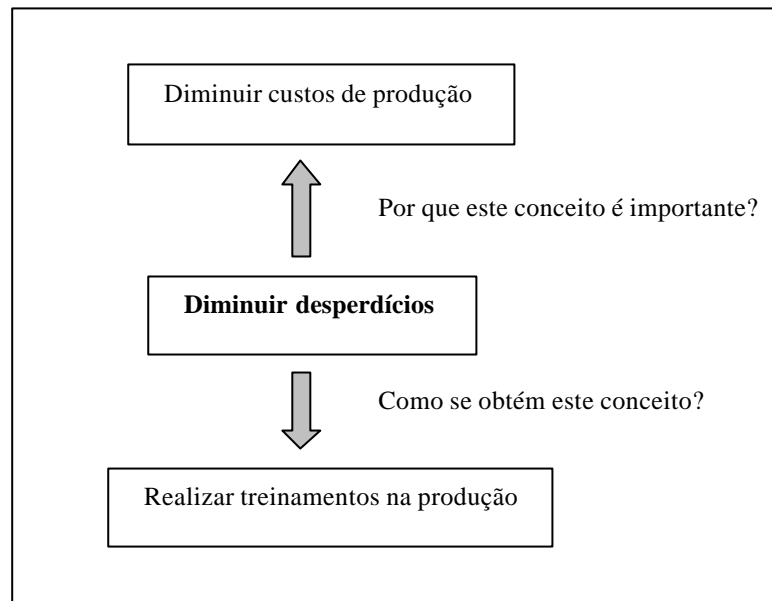 Diminuir custos de produção
Por que este conceito é importante?
Diminuir desperdícios
Como se obtém este conceito?
Realizar treinamentos na produção